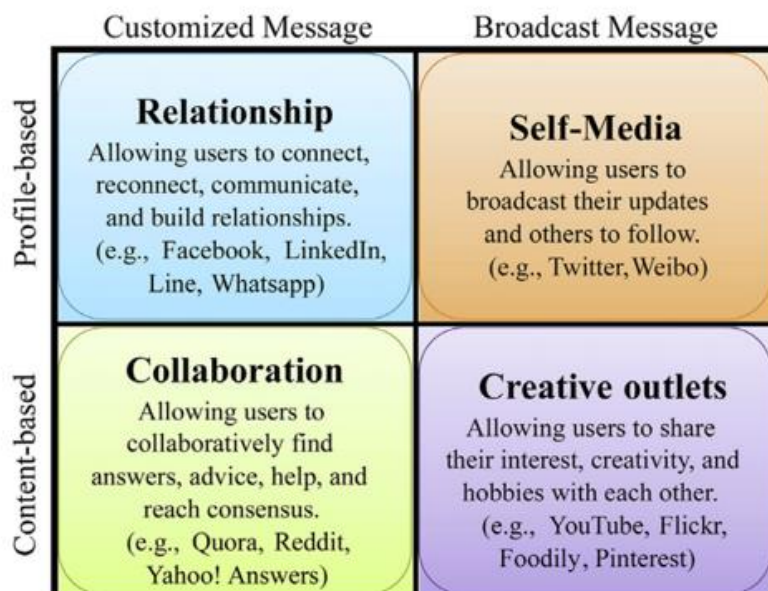 Customized Message
Broadcast Message
Profile-based
Relationship
Allowing users to connect,
reconnect, communicate,
and build relationships.
(e.g., Facebook, LinkedIn,
Line, Whatsapp)
Self-Media
Allowing users to
broadcast their updates
and others to follow.
(e.g., Twitter, Weibo)
Content-based
Collaboration
Allowing users to
collaboratively find
answers, advice, help, and
reach consensus.
(e.g., Quora, Reddit,
Yahoo! Answers)
Creative outlets
Allowing users to share
their interest, creativity, and
hobbies with each other.
(e.g., YouTube, Flickr,
Foodily, Pinterest)